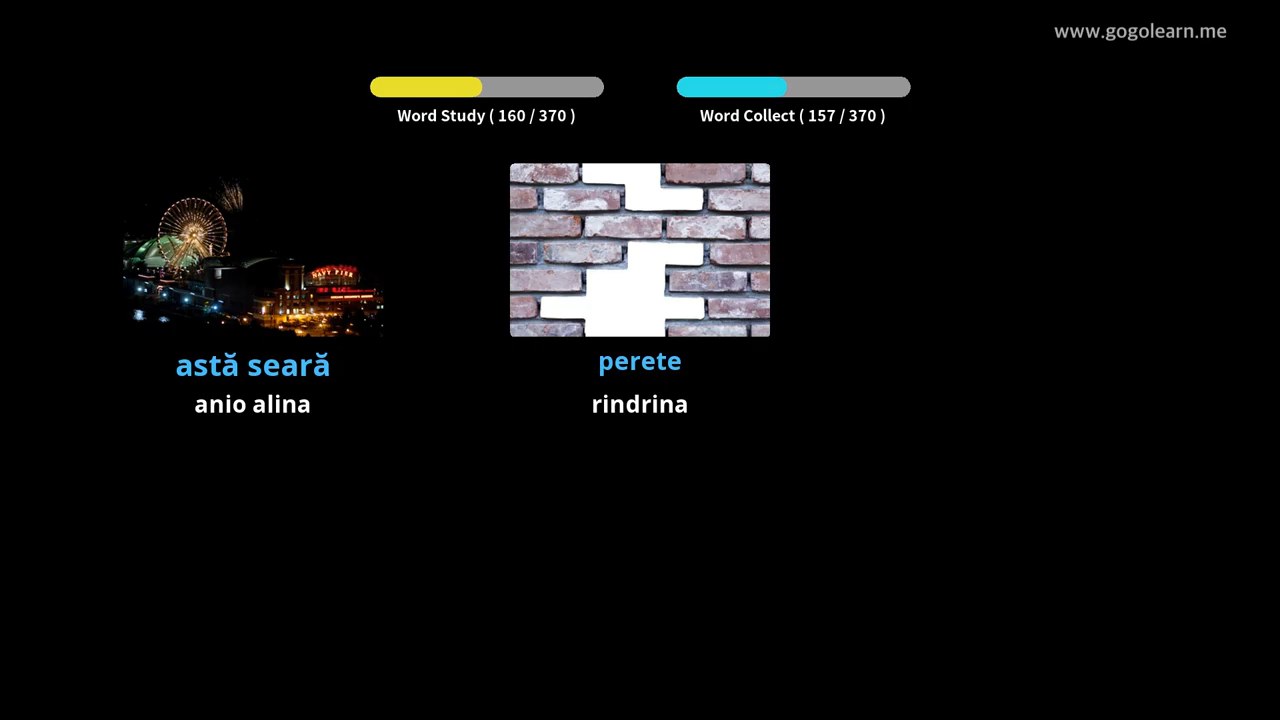 www.gogolearn.me
Word Study ( 160 / 370 )
Word Collect ( 157 / 370 )
astă seară
anio alina
perete
rindrina